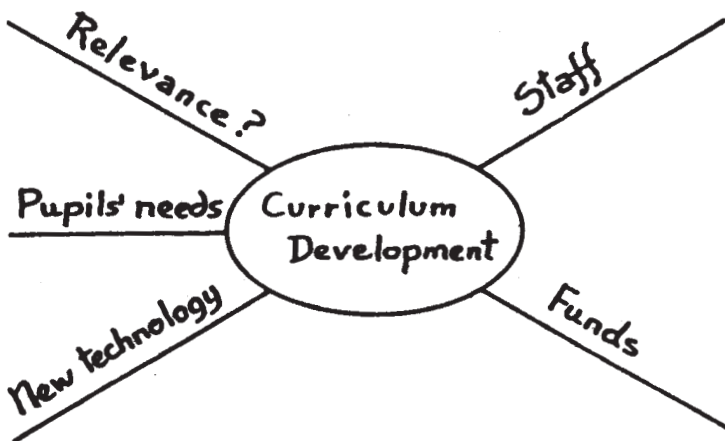 Relevance?
Staff
Pupils' needs
Curriculum
Development
New technology
Funds